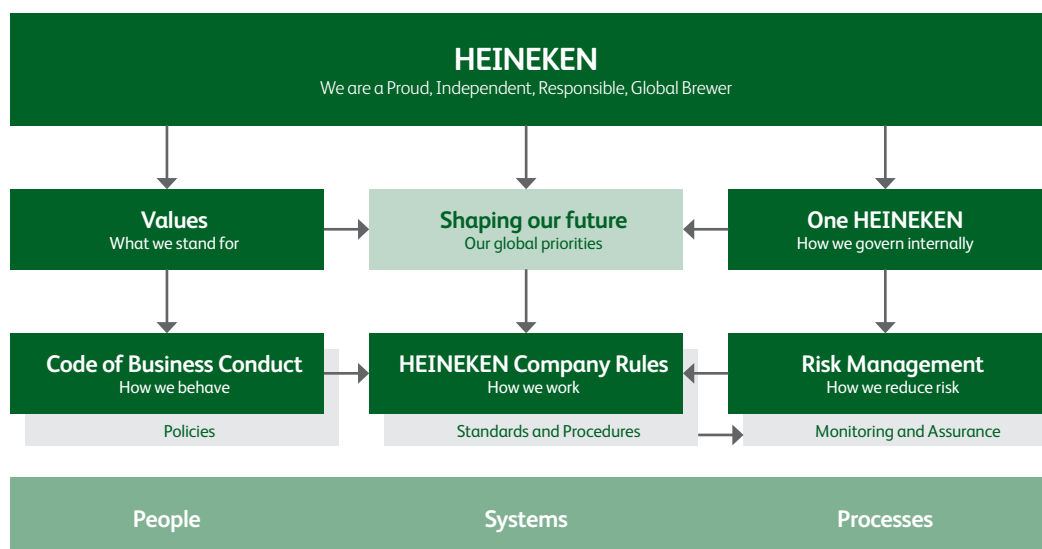 HEINEKEN
We are a Proud, Independent, Responsible, Global Brewer
Values
What we stand for
Shaping our future
Our global priorities
One HEINEKEN
How we govern internally
Code of Business Conduct
How we behave
HEINEKEN Company Rules
How we work
Risk Management
How we reduce risk
Policies
Standards and Procedures
Monitoring and Assurance
People
Systems
Processes